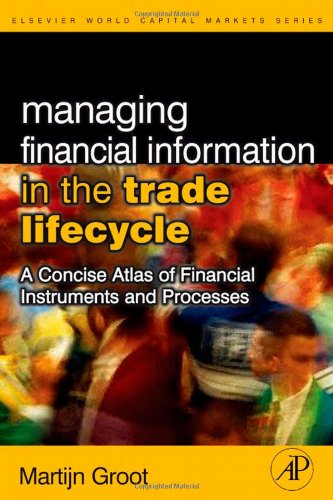 ELSEVIER WORLD CAPITAL MARKETS SERIES
managing
financial information
in the trade
lifecycle
A Concise Atlas of Financial
Instruments and Processes
Martijn Groot
AP